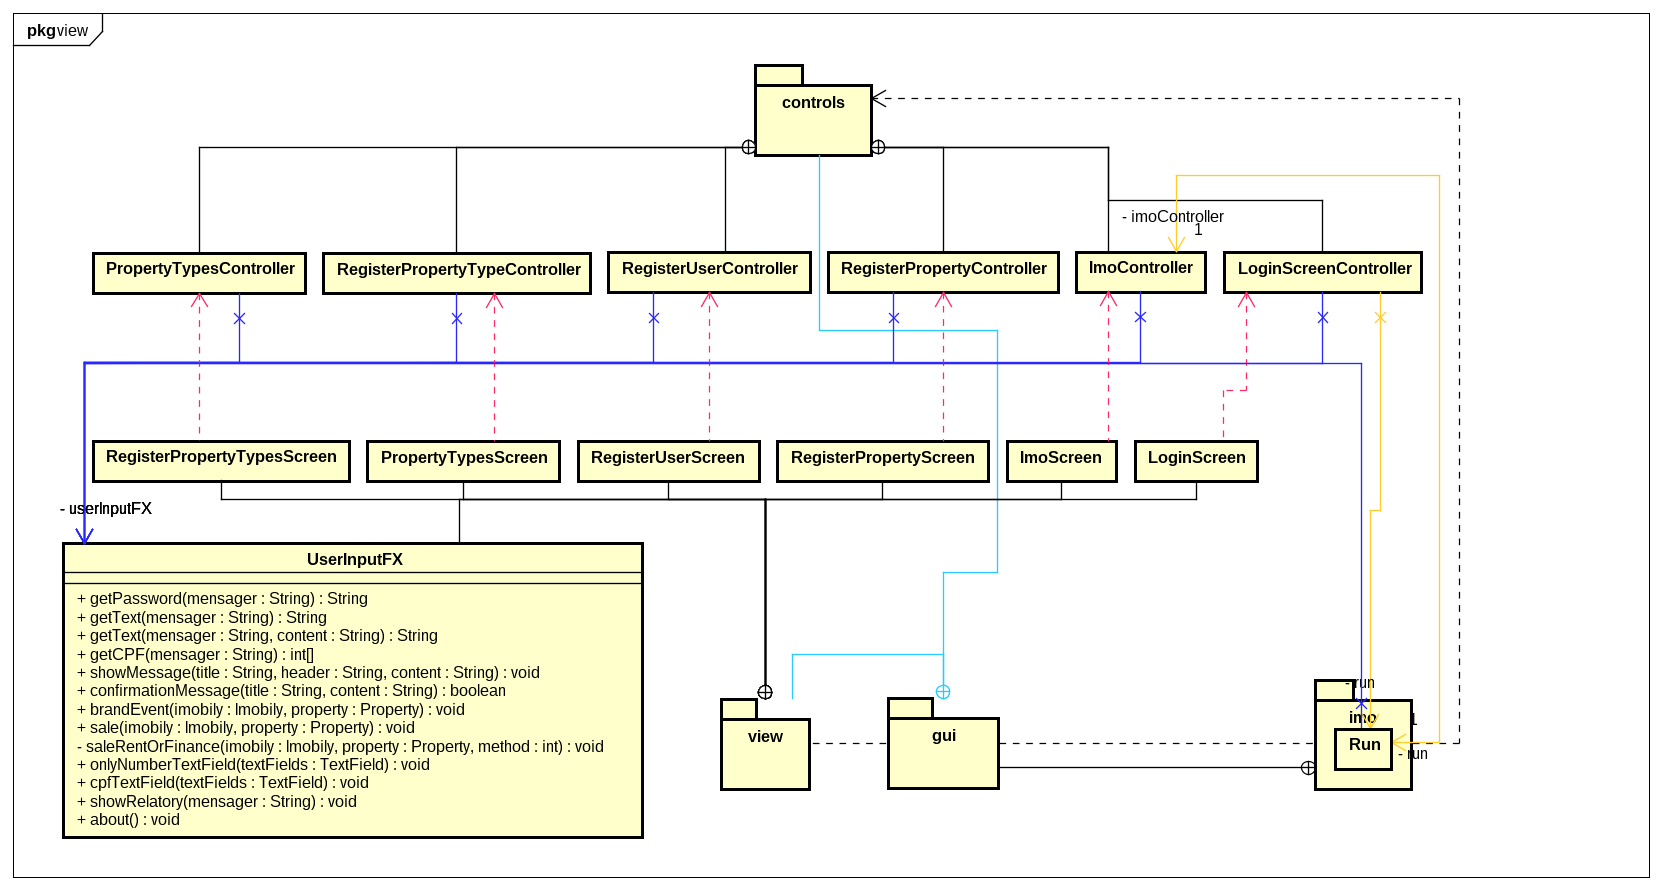 pkg view
controls
- imoController
1
PropertyTypesController
RegisterPropertyTypeController
RegisterUserController
RegisterPropertyController
ImoController
LoginScreenController
RegisterPropertyTypesScreen
PropertyTypesScreen
RegisterUserScreen
RegisterPropertyScreen
ImoScreen
LoginScreen
- userInputFX
UserInputFX
+ getPassword(mensager : String) : String
+ getText(mensager : String) : String
+ getText(mensager : String, content : String) : String
+ getCPF(mensager : String) : int[]
+ showMessage(title : String, header : String, content : String) : void
+ confirmationMessage(title : String, content : String) : boolean
+ brandEvent(imobily : Imobily, property : Property) : void
+ sale(imobily : Imobily, property : Property) : void
- saleRentOrFinance(imobily : Imobily, property : Property, method : int) : void
+ onlyNumberTextField(textFields : TextField) : void
+ cpfTextField(textFields : TextField) : void
+ showRelatory(mensager : String) : void
+ about() : void
view
gui
- run
imo
1
Run
- run